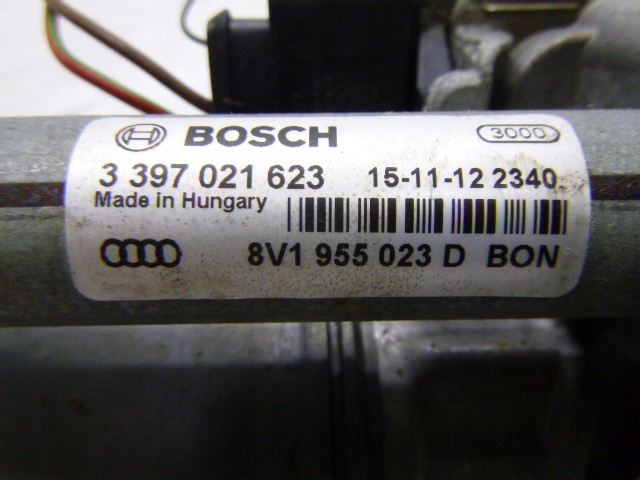 BOSCH 3000
3 397 021 623 15-11-12 2340
Made in Hungary
8V1 955 023 D BON